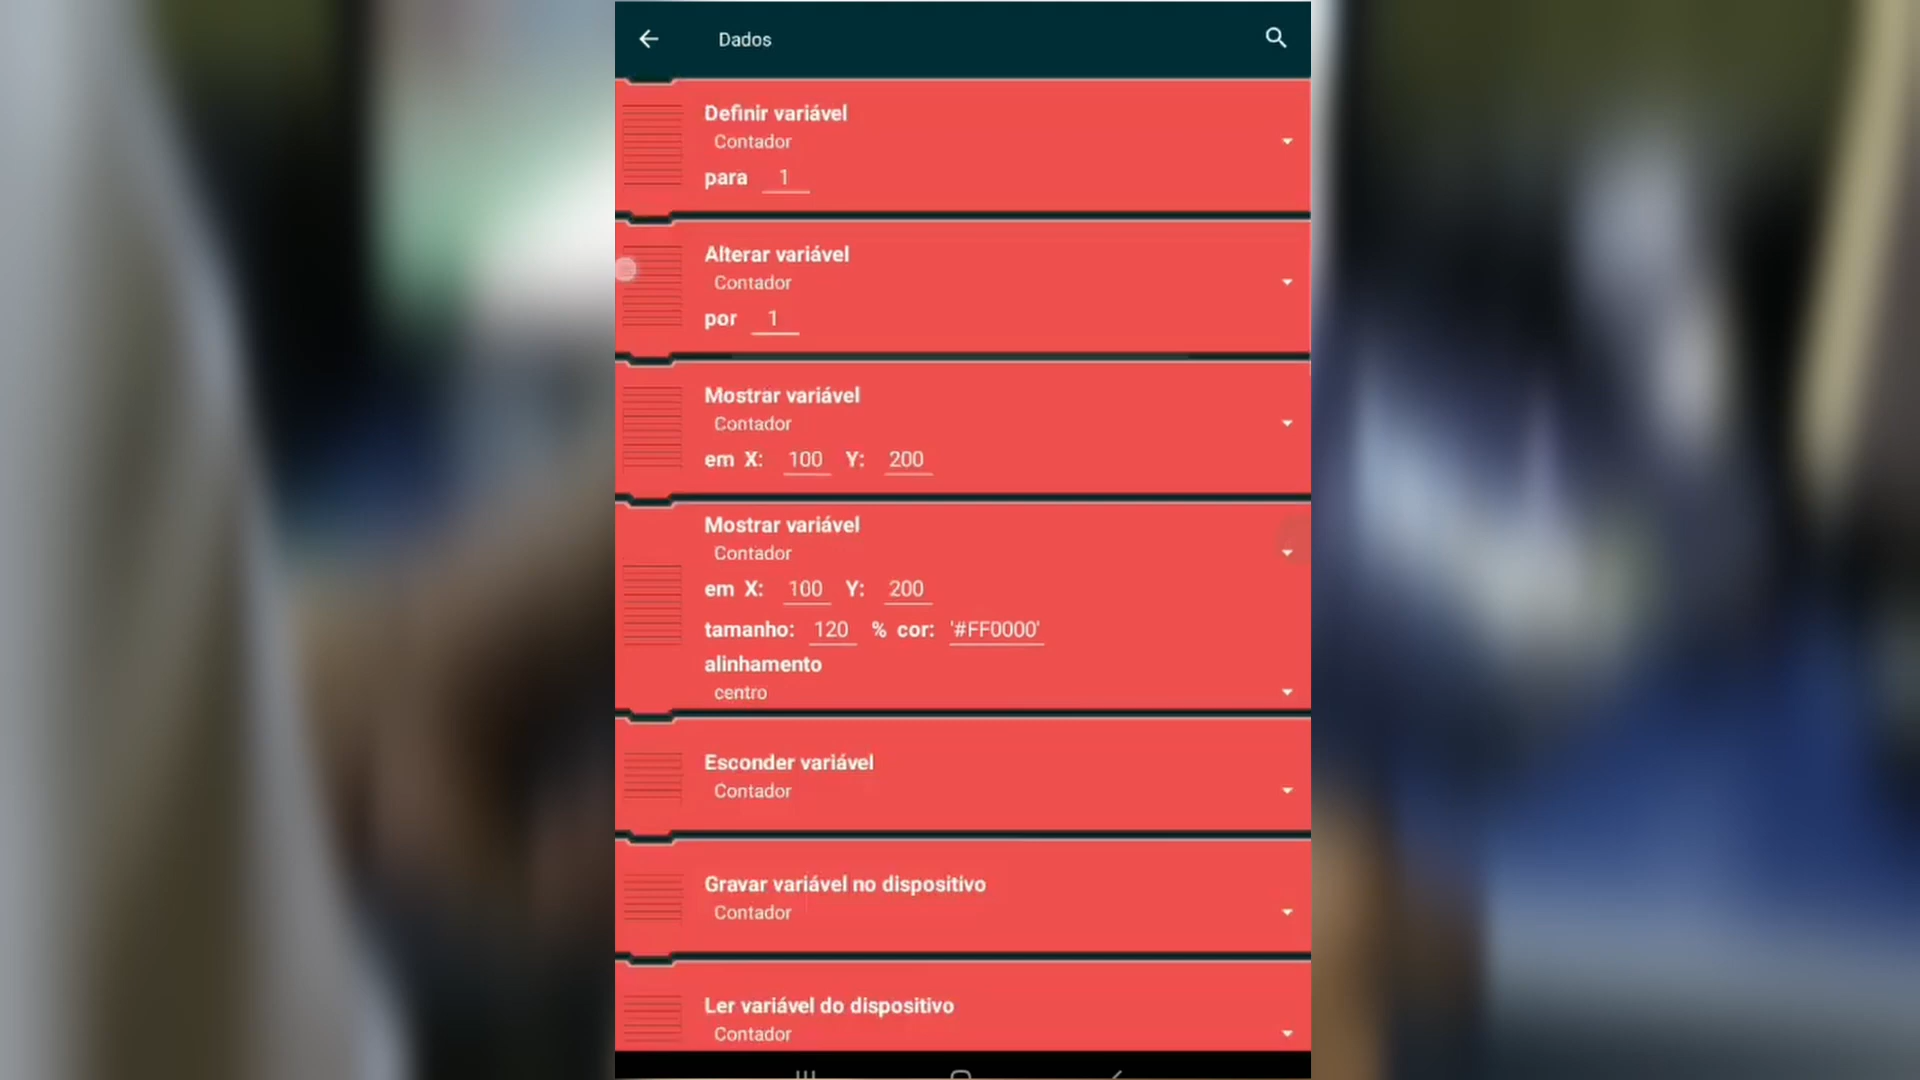 Dados
Definir variável
Contador
para 1
Alterar variável
Contador
por 1
Mostrar variável
Contador
em X: 100 Y: 200
Mostrar variável
Contador
em X: 100 Y: 200
tamanho: 120 % cor: '#FF0000'
alinhamento
centro
Esconder variável
Contador
Gravar variável no dispositivo
Contador
Ler variável do dispositivo
Contador